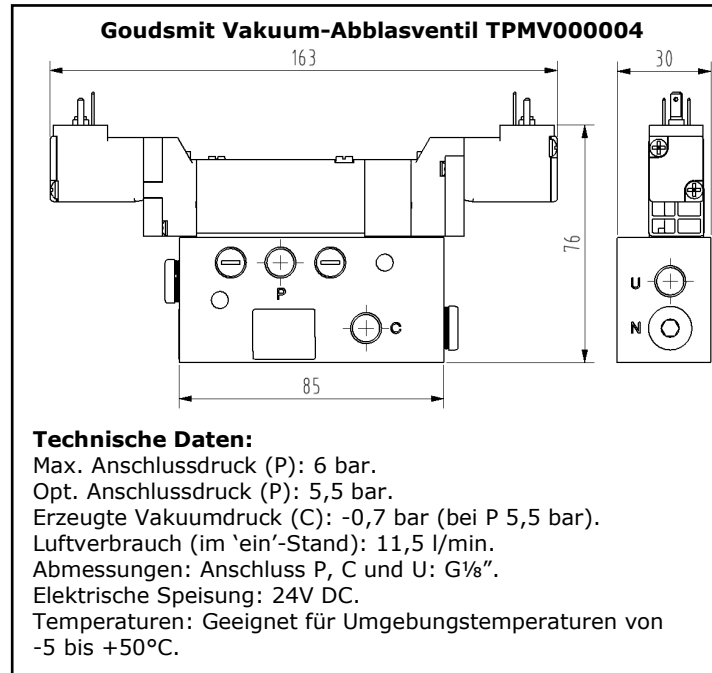 Goudsmit Vakuum-Abblasventil TPMV000004
163
30
76
P
C
U
N
85
Technische Daten:
Max. Anschlussdruck (P): 6 bar.
Opt. Anschlussdruck (P): 5,5 bar.
Erzeugte Vakuumdruck (C): -0,7 bar (bei P 5,5 bar).
Luftverbrauch (im ‘ein’-Stand): 11,5 l/min.
Abmessungen: Anschluss P, C und U: G⅛”.
Elektrische Speisung: 24V DC.
Temperaturen: Geeignet für Umgebungstemperaturen von
-5 bis +50°C.